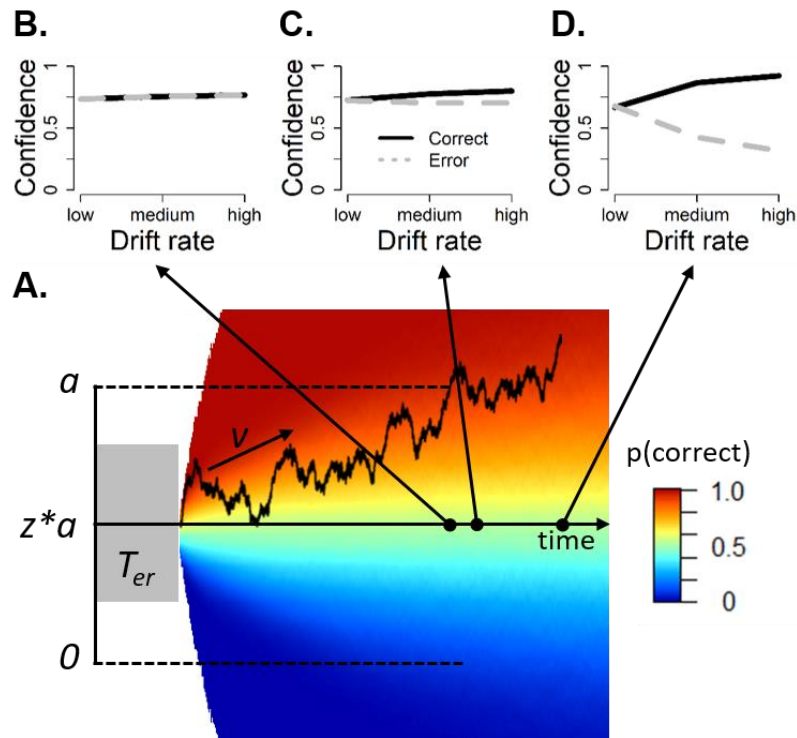 B.
C.
D.
Confidence
0
0.5
1
low
medium
high
Drift rate
Confidence
0
0.5
1
Correct
Error
low
medium
high
Drift rate
Confidence
0
0.5
1
low
medium
high
Drift rate
A.
a
v
z*a
time
T_er
0
p(correct)
1.0
0.5
0